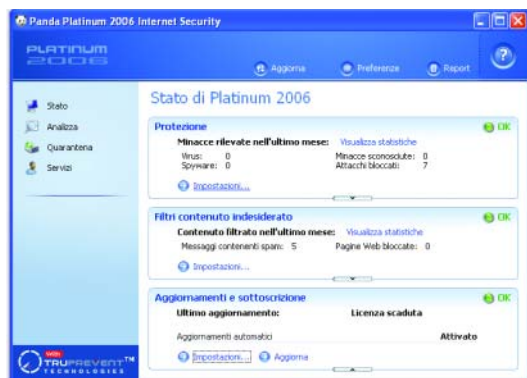 Panda Platinum 2006 Internet Security
PLATINUM
2006
Aggiorna Preferenze Report ?
Stato
Analizza
Quarantena
Servizi
Stato di Platinum 2006
Protezione OK
Minacce rilevate nell'ultimo mese: Visualizza statistiche
Virus: 0 Minacce sconosciute: 0
Spyware: 0 Attacchi bloccati: 7
Impostazioni...
Filtri contenuto indesiderato OK
Contenuto filtrato nell'ultimo mese: Visualizza statistiche
Messaggi contenenti spam: 5 Pagine Web bloccate: 0
Impostazioni...
Aggiornamenti e sottoscrizione OK
Ultimo aggiornamento: Licenza scaduta
Aggiornamenti automatici Attivato
Impostazioni... Aggiorna
With
TRUPREVENT™
TECHNOLOGIES